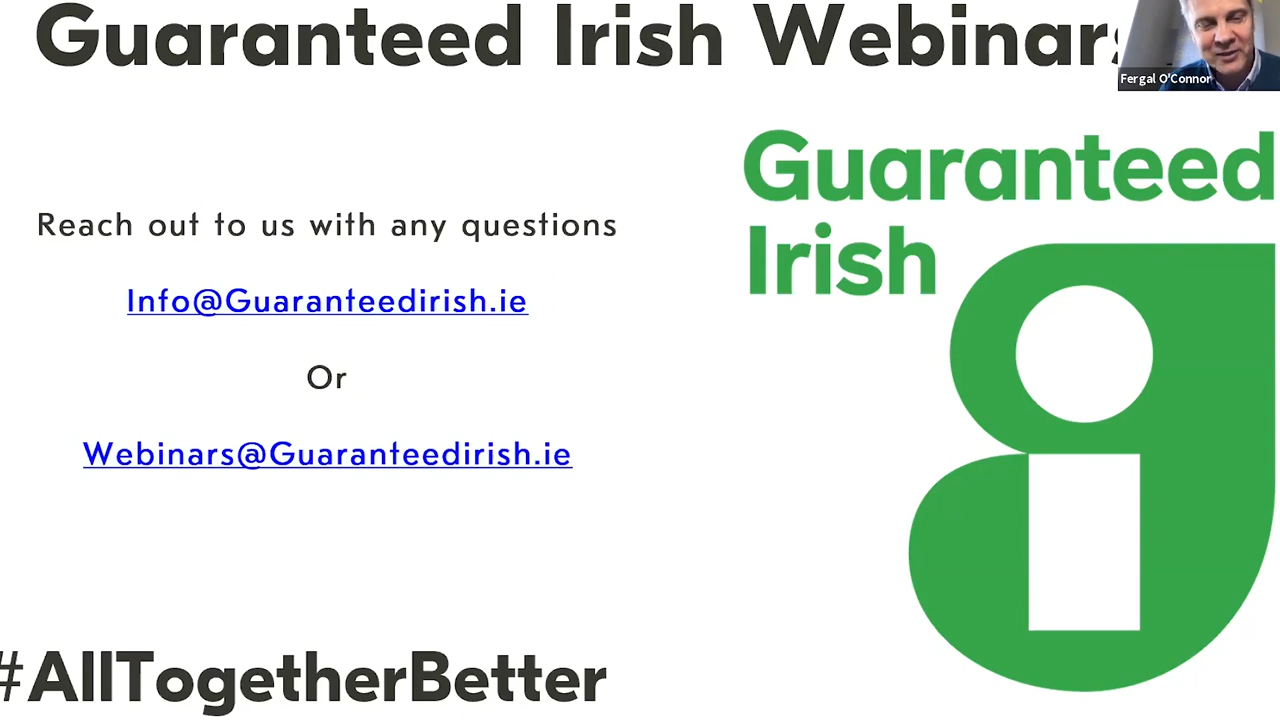 Guaranteed Irish Webinars
Fergal O'Connor
Guaranteed
Irish
Reach out to us with any questions
Info@Guaranteedirish.ie
Or
Webinars@Guaranteedirish.ie
#AllTogetherBetter